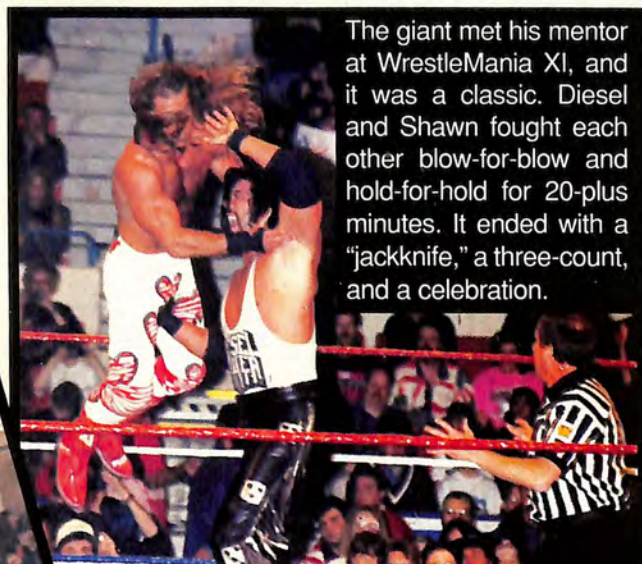 The giant met his mentor
at WrestleMania XI, and
it was a classic. Diesel
and Shawn fought each
other blow-for-blow and
hold-for-hold for 20-plus
minutes. It ended with a
“jackknife,” a three-count,
and a celebration.